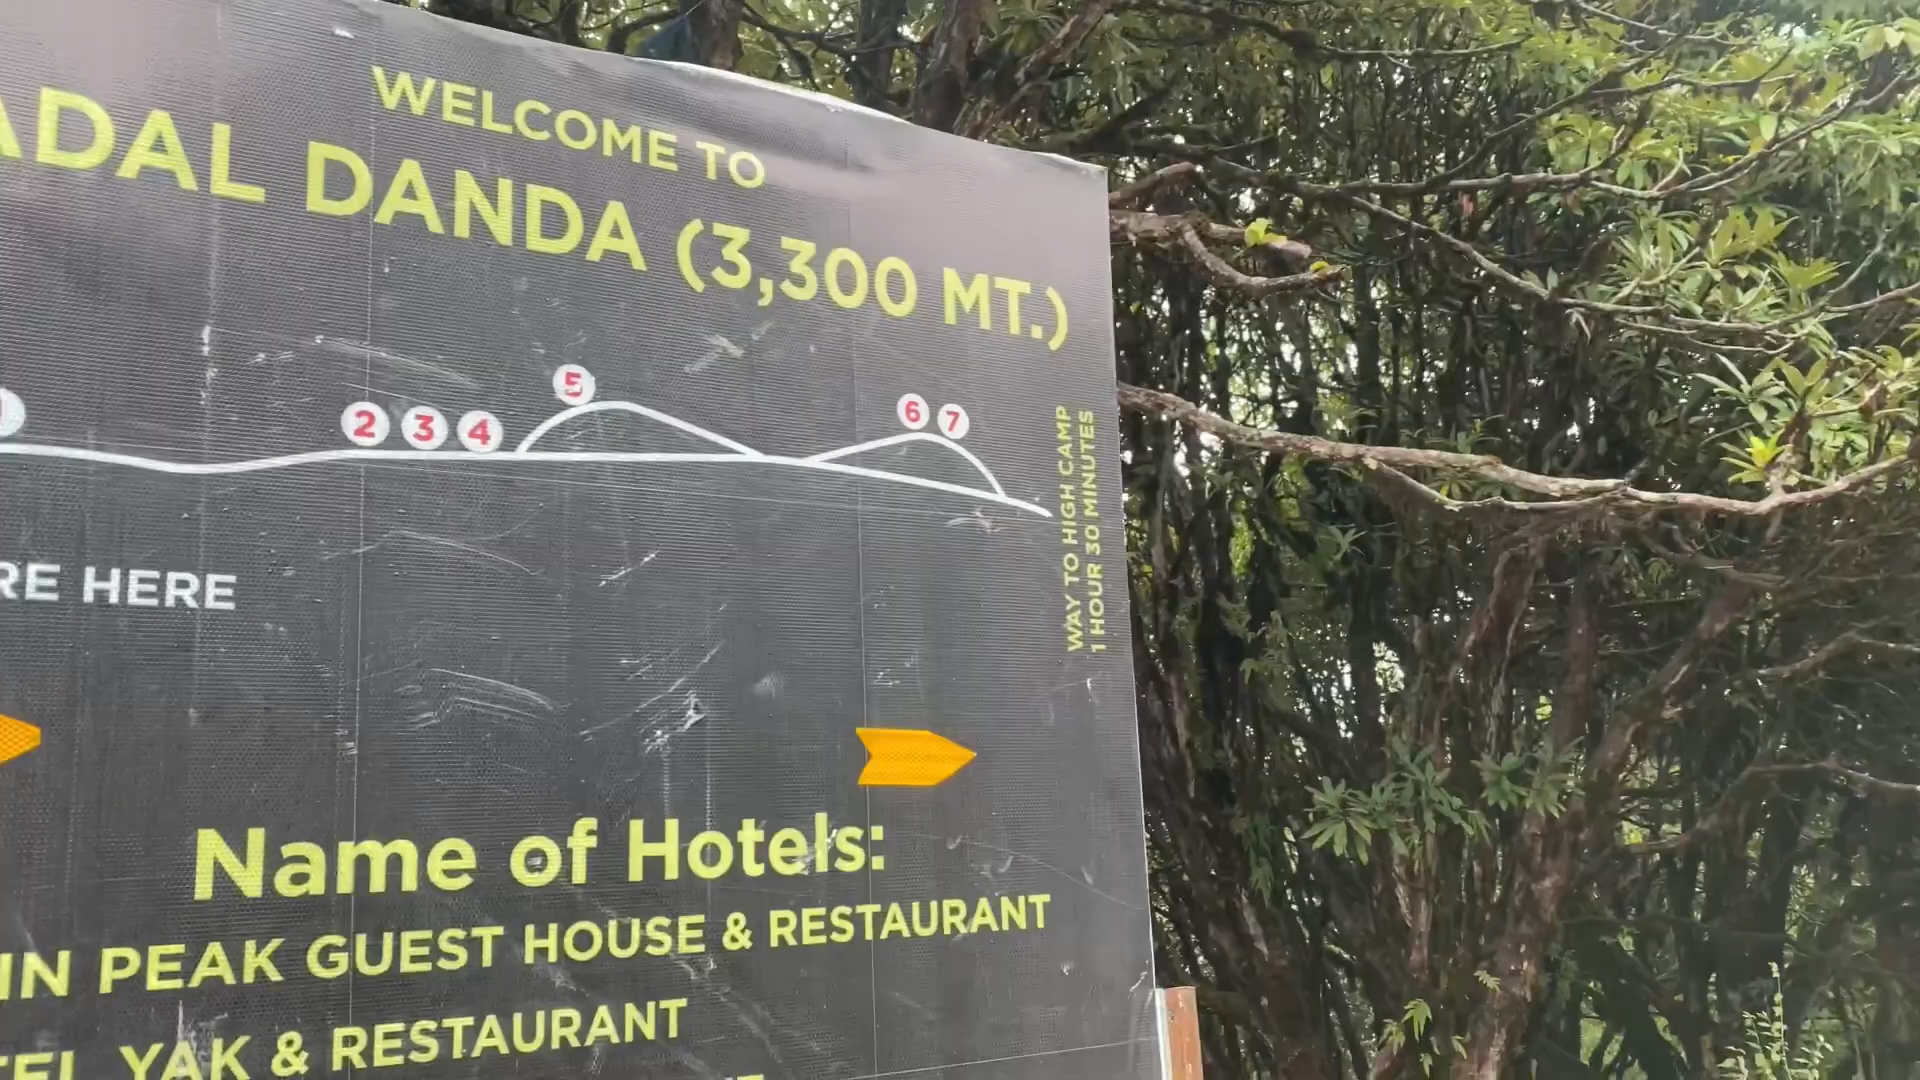 WELCOME TO
ADAL DANDA (3,300 MT.)
5
6 7
2 3 4
WAY TO HIGH CAMP
1 HOUR 30 MINUTES
RE HERE
Name of Hotels:
IN PEAK GUEST HOUSE & RESTAURANT
TEL YAK & RESTAURANT